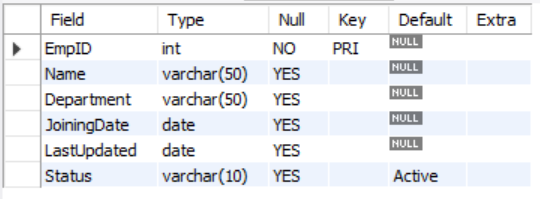 Field Type Null Key Default Extra
EmpID int NO PRI NULL
Name varchar(50) YES NULL
Department varchar(50) YES NULL
JoiningDate date YES NULL
LastUpdated date YES NULL
Status varchar(10) YES Active